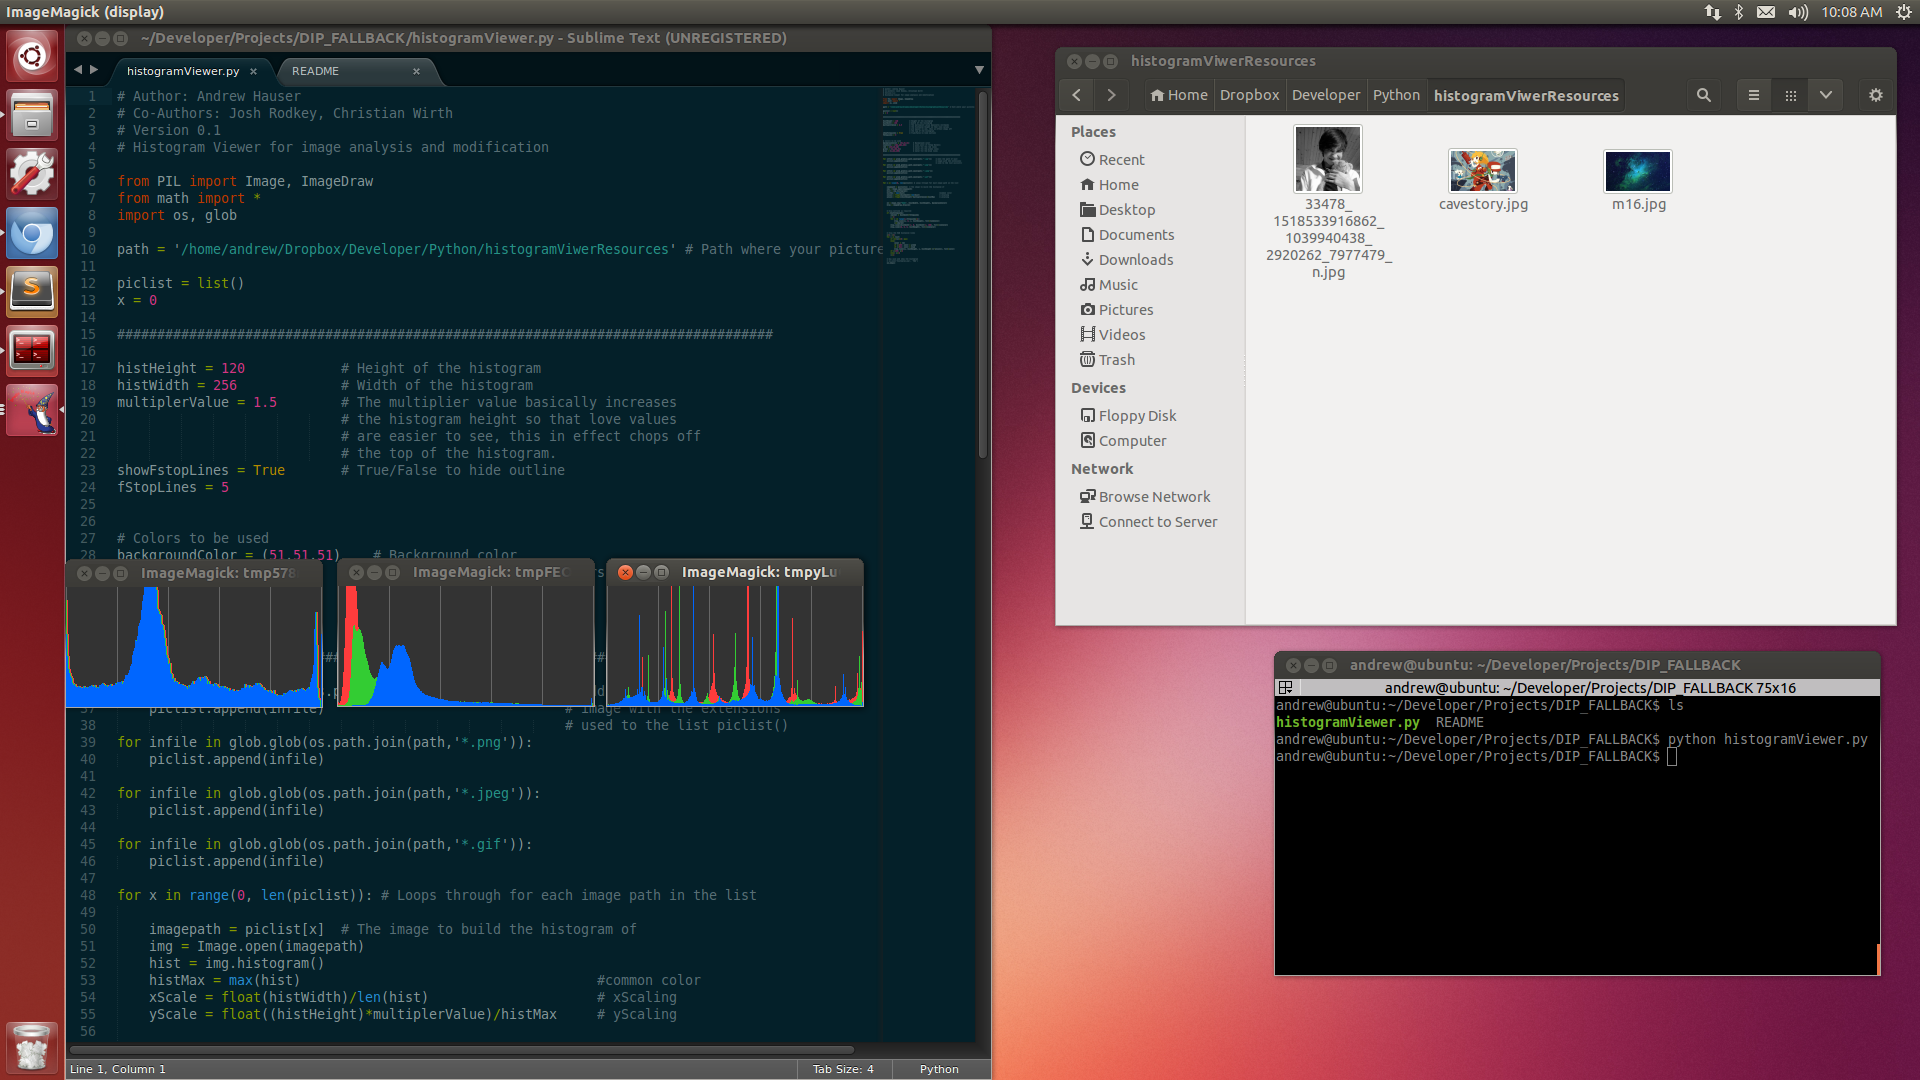 ImageMagick (display)
10:08 AM
~/Developer/Projects/DIP_FALLBACK/histogramViewer.py - Sublime Text (UNREGISTERED)
histogramViewer.py
README
1 # Author: Andrew Hauser
2 # Co-Authors: Josh Rodkey, Christian Wirth
3 # Version 0.1
4 # Histogram Viewer for image analysis and modification
5
6 from PIL import Image, ImageDraw
7 from math import *
8 import os, glob
9
10 path = '/home/andrew/Dropbox/Developer/Python/histogramViwerResources' # Path where your picture
11
12 piclist = list()
13 x = 0
14
15 ##################################################################################
16
17 histHeight = 120 # Height of the histogram
18 histWidth = 256 # Width of the histogram
19 multiplerValue = 1.5 # The multiplier value basically increases
20 # the histogram height so that love values
21 # are easier to see, this in effect chops off
22 # the top of the histogram.
23 showFstopLines = True # True/False to hide outline
24 fStopLines = 5
25
26
27 # Colors to be used
28 backgroundColor = (51,51,51) # Background color
ImageMagick: tmp578
ImageMagick: tmpFEC
ImageMagick: tmpyLu
37 piclist.append(infile) # image with the extensions
38 # used to the list piclist()
39 for infile in glob.glob(os.path.join(path,'*.png')):
40 piclist.append(infile)
41
42 for infile in glob.glob(os.path.join(path,'*.jpeg')):
43 piclist.append(infile)
44
45 for infile in glob.glob(os.path.join(path,'*.gif')):
46 piclist.append(infile)
47
48 for x in range(0, len(piclist)): # Loops through for each image path in the list
49
50 imagepath = piclist[x] # The image to build the histogram of
51 img = Image.open(imagepath)
52 hist = img.histogram()
53 histMax = max(hist) #common color
54 xScale = float(histWidth)/len(hist) # xScaling
55 yScale = float((histHeight)*multiplerValue)/histMax # yScaling
56
Line 1, Column 1
Tab Size: 4
Python
histogramViwerResources
Home
Dropbox
Developer
Python
histogramViwerResources
Places
Recent
Home
Desktop
Documents
Downloads
Music
Pictures
Videos
Trash
Devices
Floppy Disk
Computer
Network
Browse Network
Connect to Server
33478_
1518533916862_
1039940438_
2920262_7977479_
n.jpg
cavestory.jpg
m16.jpg
andrew@ubuntu: ~/Developer/Projects/DIP_FALLBACK
andrew@ubuntu: ~/Developer/Projects/DIP_FALLBACK 75x16
andrew@ubuntu:~/Developer/Projects/DIP_FALLBACK$ ls
histogramViewer.py README
andrew@ubuntu:~/Developer/Projects/DIP_FALLBACK$ python histogramViewer.py
andrew@ubuntu:~/Developer/Projects/DIP_FALLBACK$